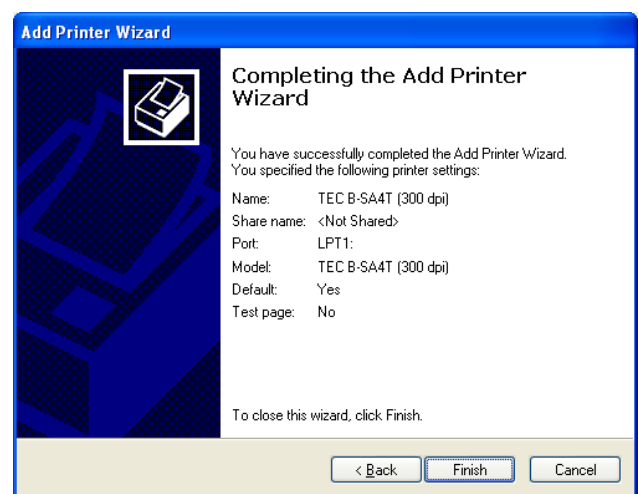 Add Printer Wizard
Completing the Add Printer
Wizard
You have successfully completed the Add Printer Wizard.
You specified the following printer settings:
Name: TEC B-SA4T (300 dpi)
Share name: <Not Shared>
Port: LPT1:
Model: TEC B-SA4T (300 dpi)
Default: Yes
Test page: No
To close this wizard, click Finish.
< Back Finish Cancel